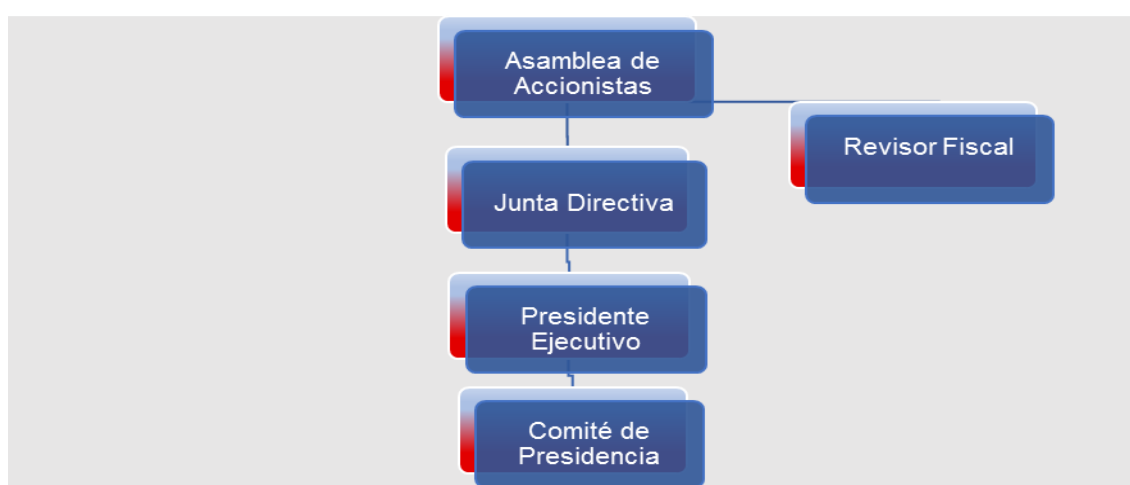 Asamblea de
Accionistas
Revisor Fiscal
Junta Directiva
Presidente
Ejecutivo
Comité de
Presidencia